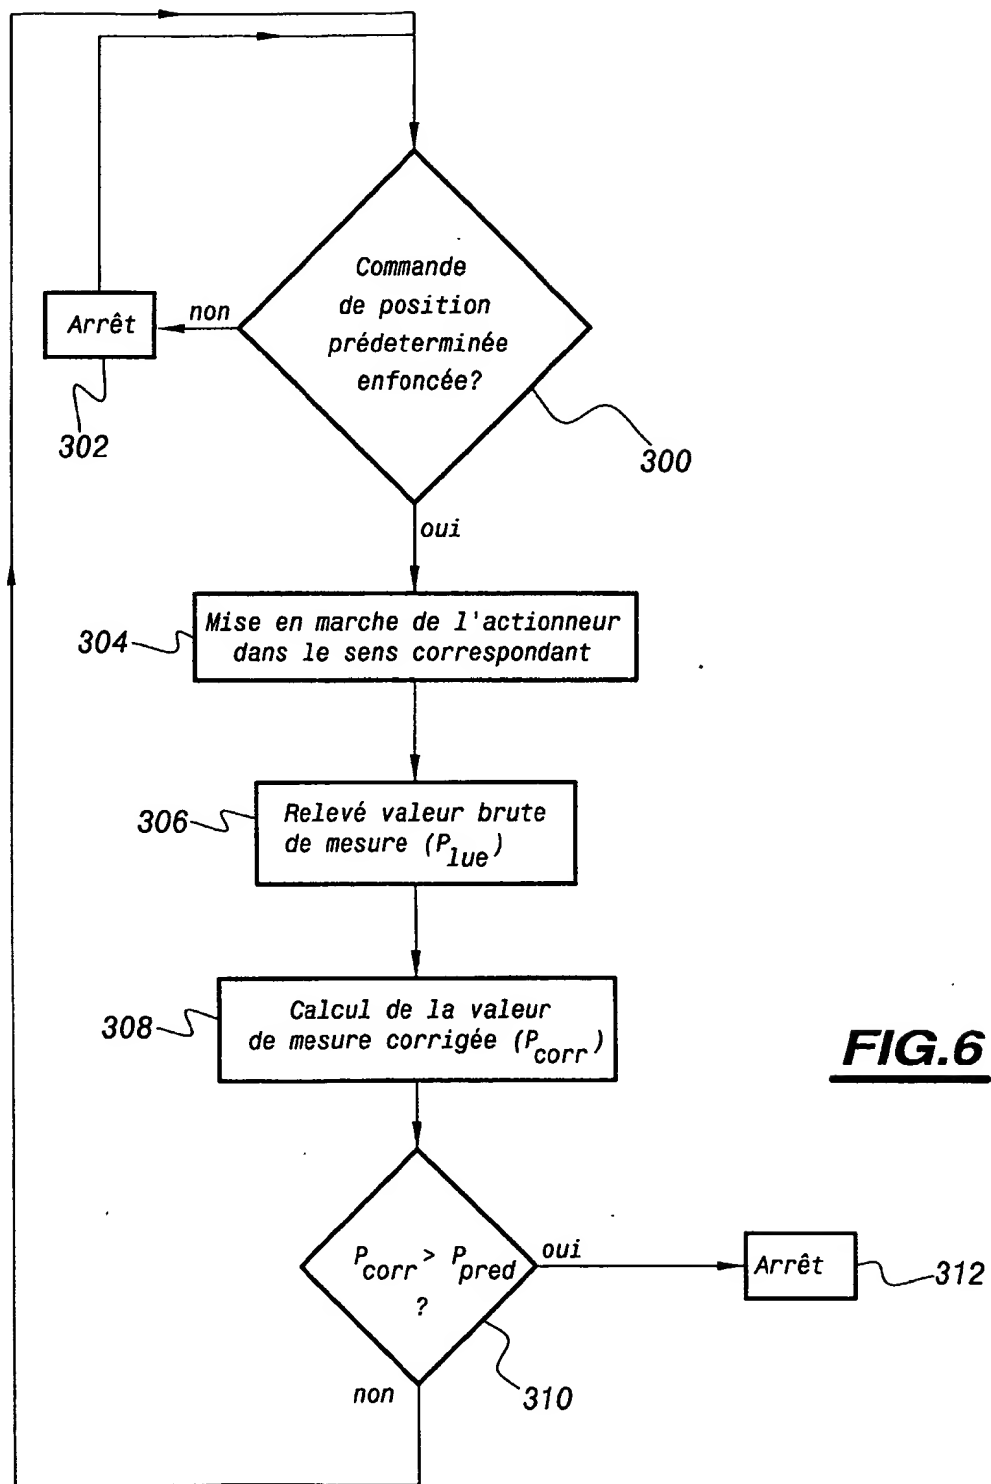 Commande
de position
prédeterminée
enfoncée?
non
Arrêt
302
300
oui
304
Mise en marche de l'actionneur
dans le sens correspondant
306
Relevé valeur brute
de mesure (P_lue)
308
Calcul de la valeur
de mesure corrigée (P_corr)
FIG.6
P_corr > P_pred
?
oui
Arrêt
312
non
310